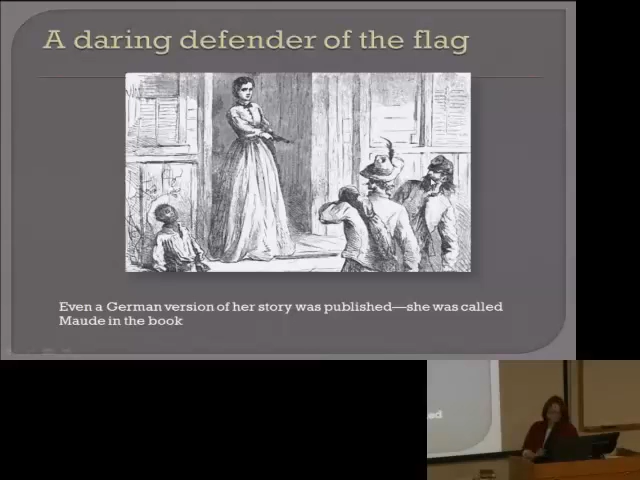 A daring defender of the flag
Even a German version of her story was published—she was called
Maude in the book